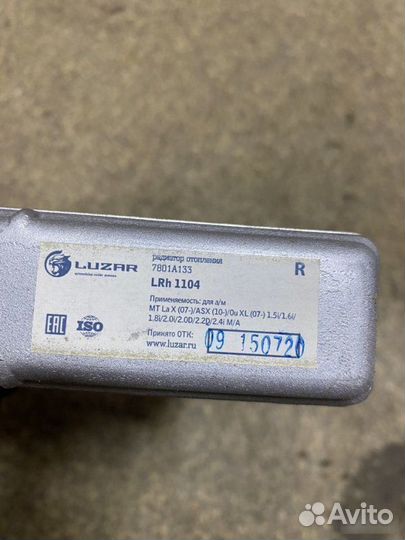 LUZAR
радиатор отопления
7801A133
LRh 1104
R
Применяемость: для а/м
MT La X (07-)/ASX (10-)/Ou XL (07-) 1.5i/1.6i/
1.8i/2.0i/2.0D/2.2D/2.4i M/A
EAC
ISO
Принято ОТК:
www.luzar.ru
09 150720
Avito